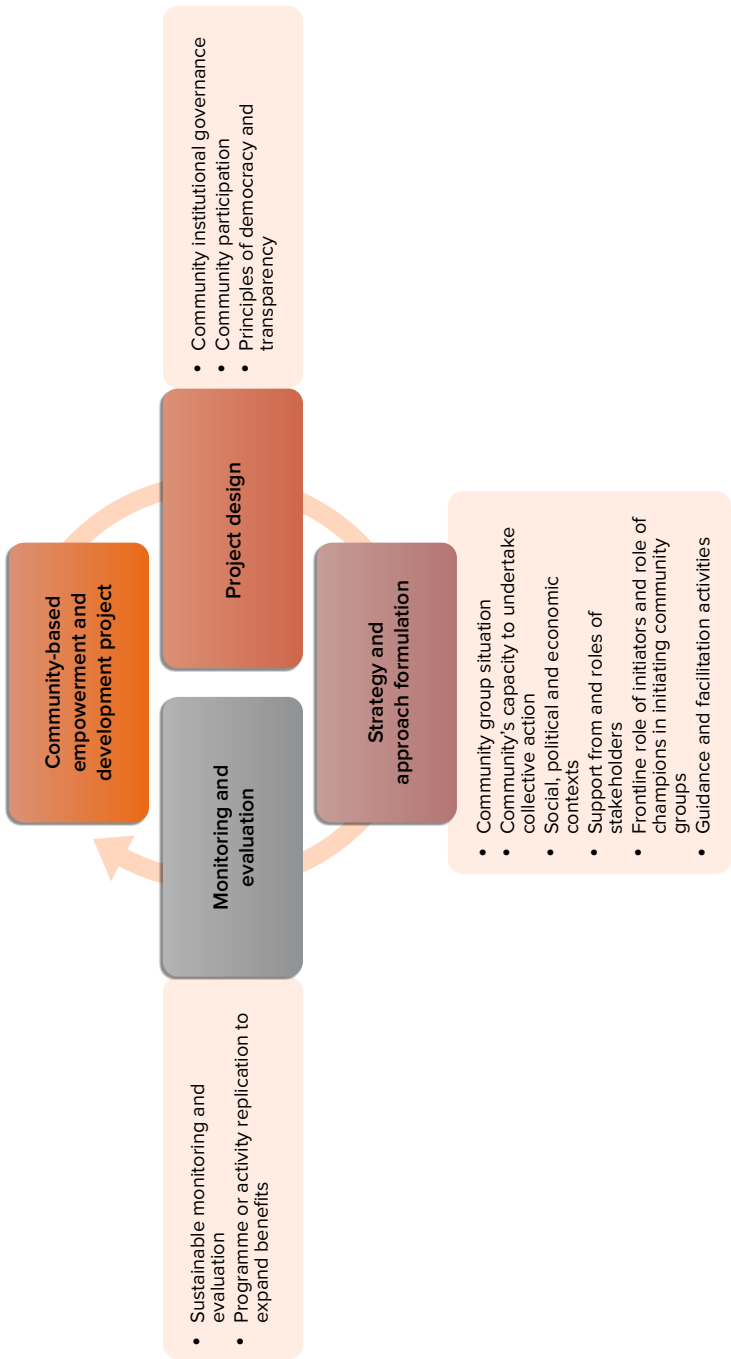 Community-based
empowerment and
development project
Project design
• Community institutional governance
• Community participation
• Principles of democracy and
transparency
Strategy and
approach formulation
• Community group situation
• Community's capacity to undertake
collective action
• Social, political and economic
contexts
• Support from and roles of
stakeholders
• Frontline role of initiators and role of
champions in initiating community
groups
• Guidance and facilitation activities
Monitoring and
evaluation
• Sustainable monitoring and
evaluation
• Programme or activity replication to
expand benefits